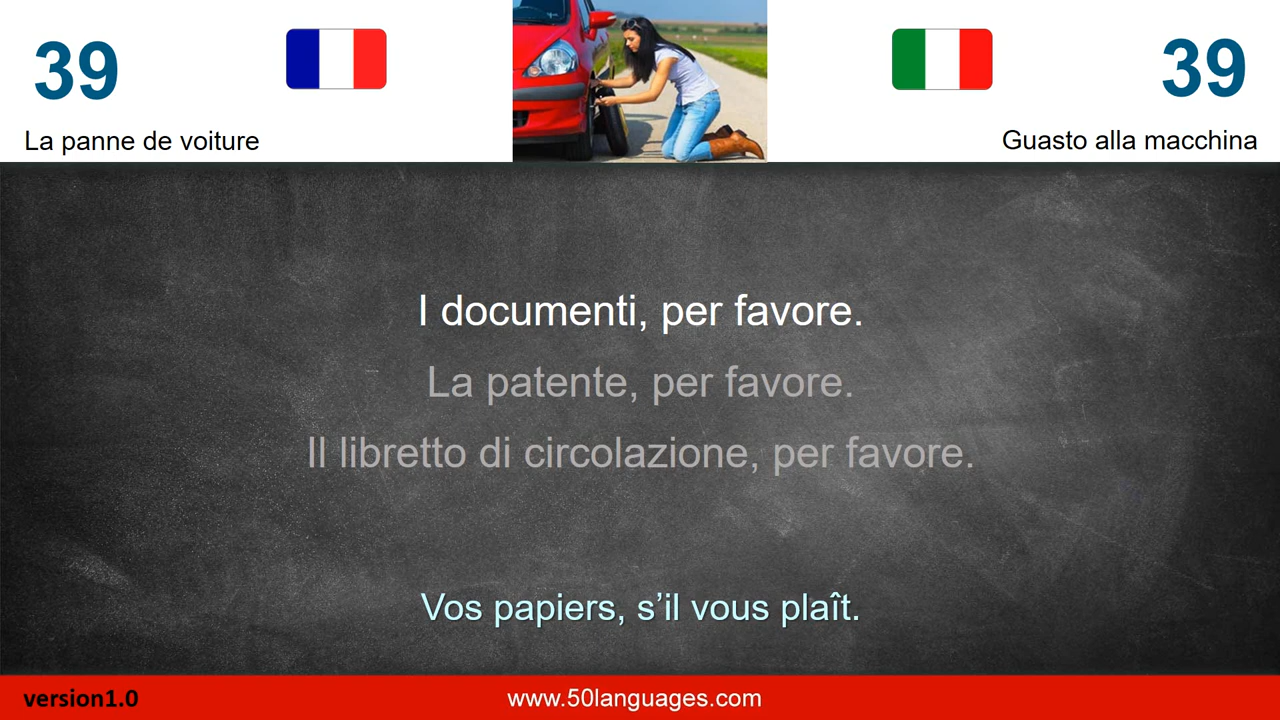 39
39
La panne de voiture
Guasto alla macchina
I documenti, per favore.
La patente, per favore.
Il libretto di circolazione, per favore.
Vos papiers, s’il vous plaît.
version1.0
www.50languages.com